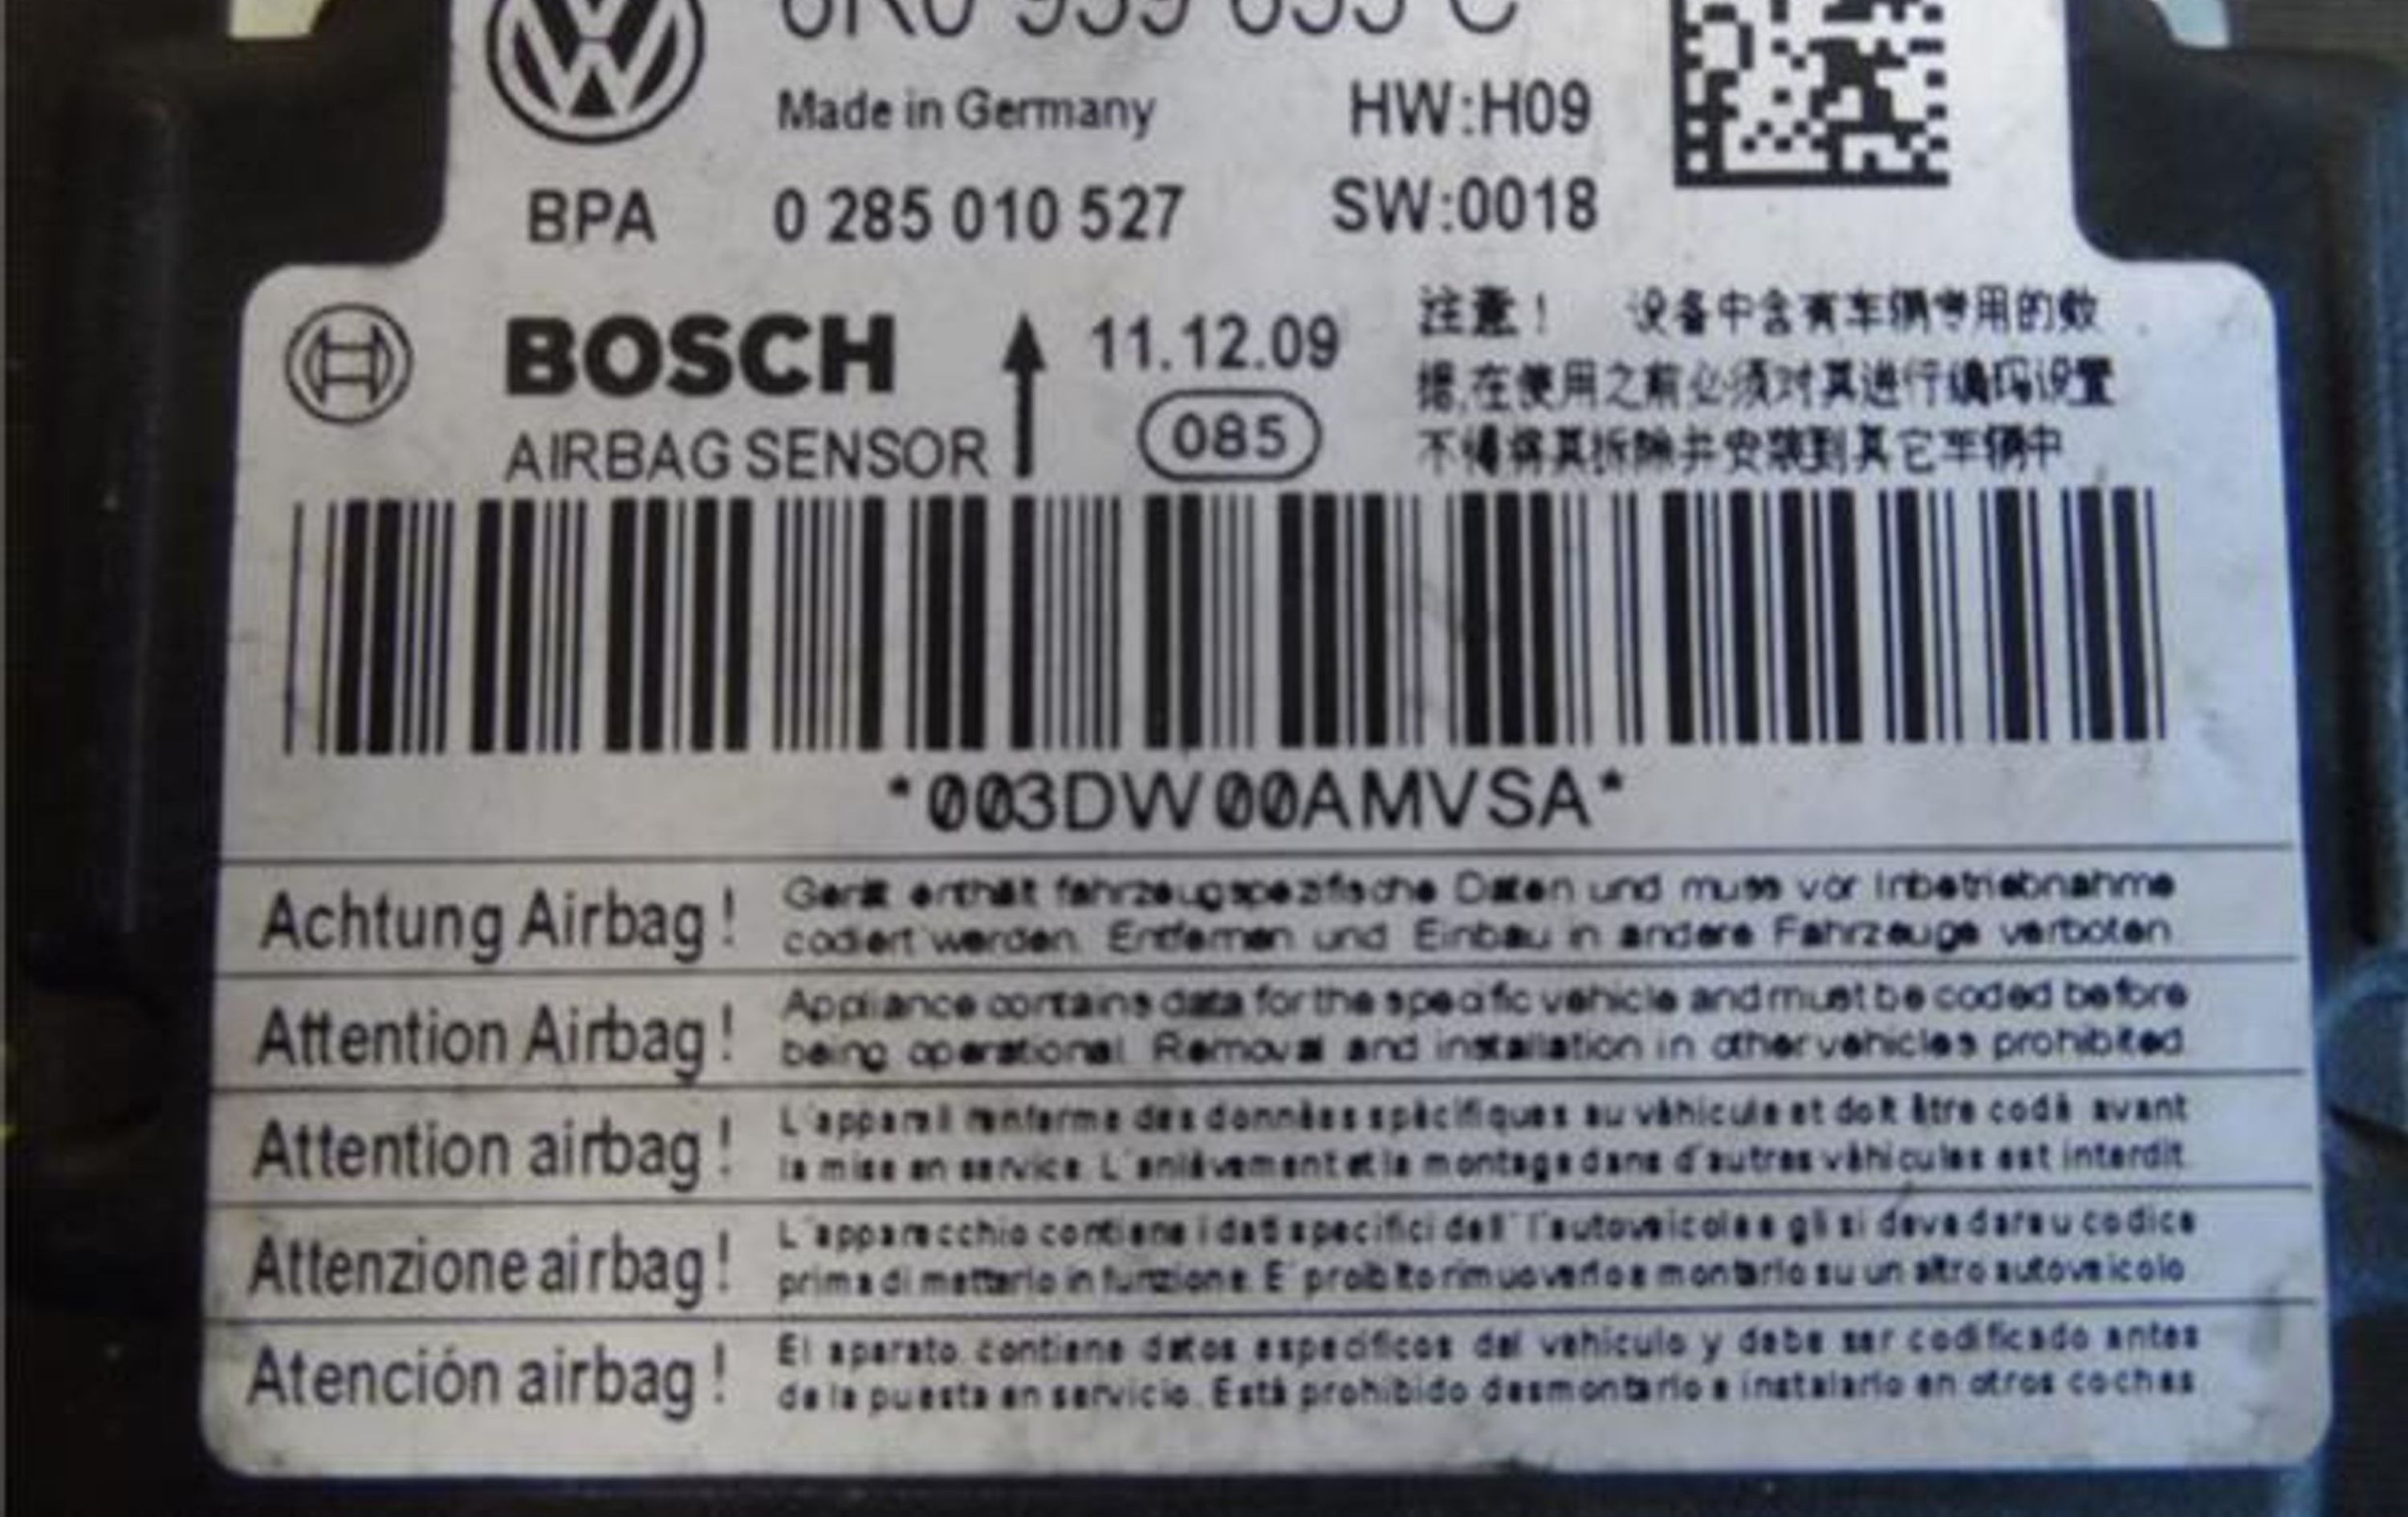 6R0 959 655 C
Made in Germany HW:H09
BPA 0 285 010 527 SW:0018
BOSCH
AIRBAG SENSOR
11.12.09
085
注意！ 设备中含有车辆专用的数
据,在使用之前必须对其进行编码设置
不得将其拆除并安装到其它车辆中
*003DW00AMVSA*
Achtung Airbag !
Gerät enthält fahrzeugspezifische Daten und muss vor Inbetriebnahme
codiert werden. Entfernen und Einbau in andere Fahrzeuge verboten.
Attention Airbag !
Appliance contains data for the specific vehicle and must be coded before
being operational. Removal and installation in other vehicles prohibited.
Attention airbag !
L'appareil renferme des données spécifiques au véhicule et doit être codé avant
la mise en service. L'enlèvement et le montage dans d'autres véhicules est interdit.
Attenzione airbag !
L'apparecchio contiene i dati specifici dell' l'autoveicolo e gli si deve dare u codice
prima di metterlo in funzione. E' proibito rimuoverlo e montarlo su un altro autoveicolo
Atención airbag !
El aparato contiene datos específicos del vehículo y debe ser codificado antes
de la puesta en servicio. Está prohibido desmontarlo e instalarlo en otros coches